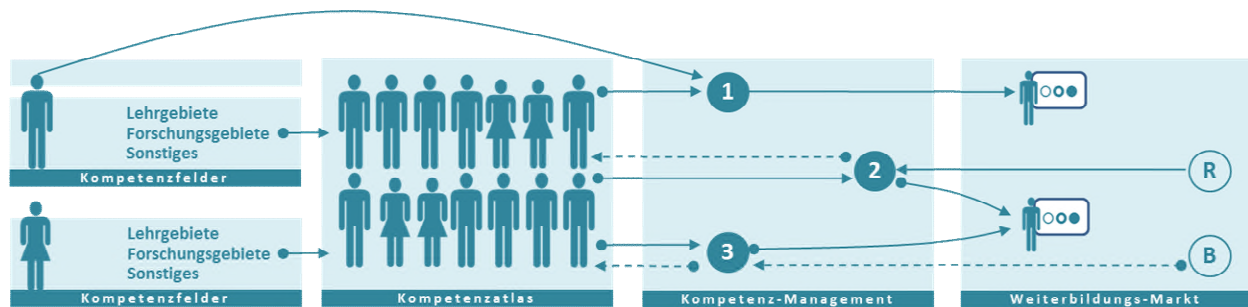 Lehrgebiete
Forschungsgebiete
Sonstiges
Kompetenzfelder
Lehrgebiete
Forschungsgebiete
Sonstiges
Kompetenzfelder
Kompetenzatlas
1
2
3
Kompetenz-Management
R
B
Weiterbildungs-Markt